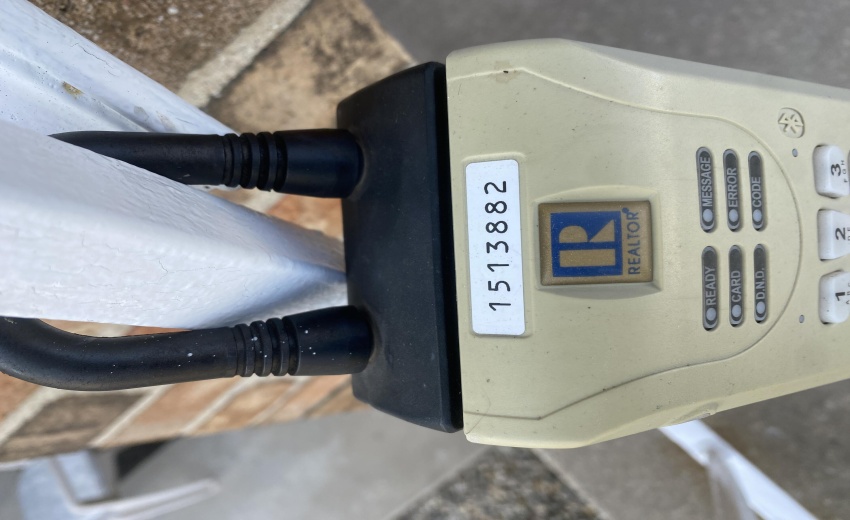 1513882
R
REALTOR®
READY MESSAGE
CARD ERROR
D.N.D. CODE
1 2 3